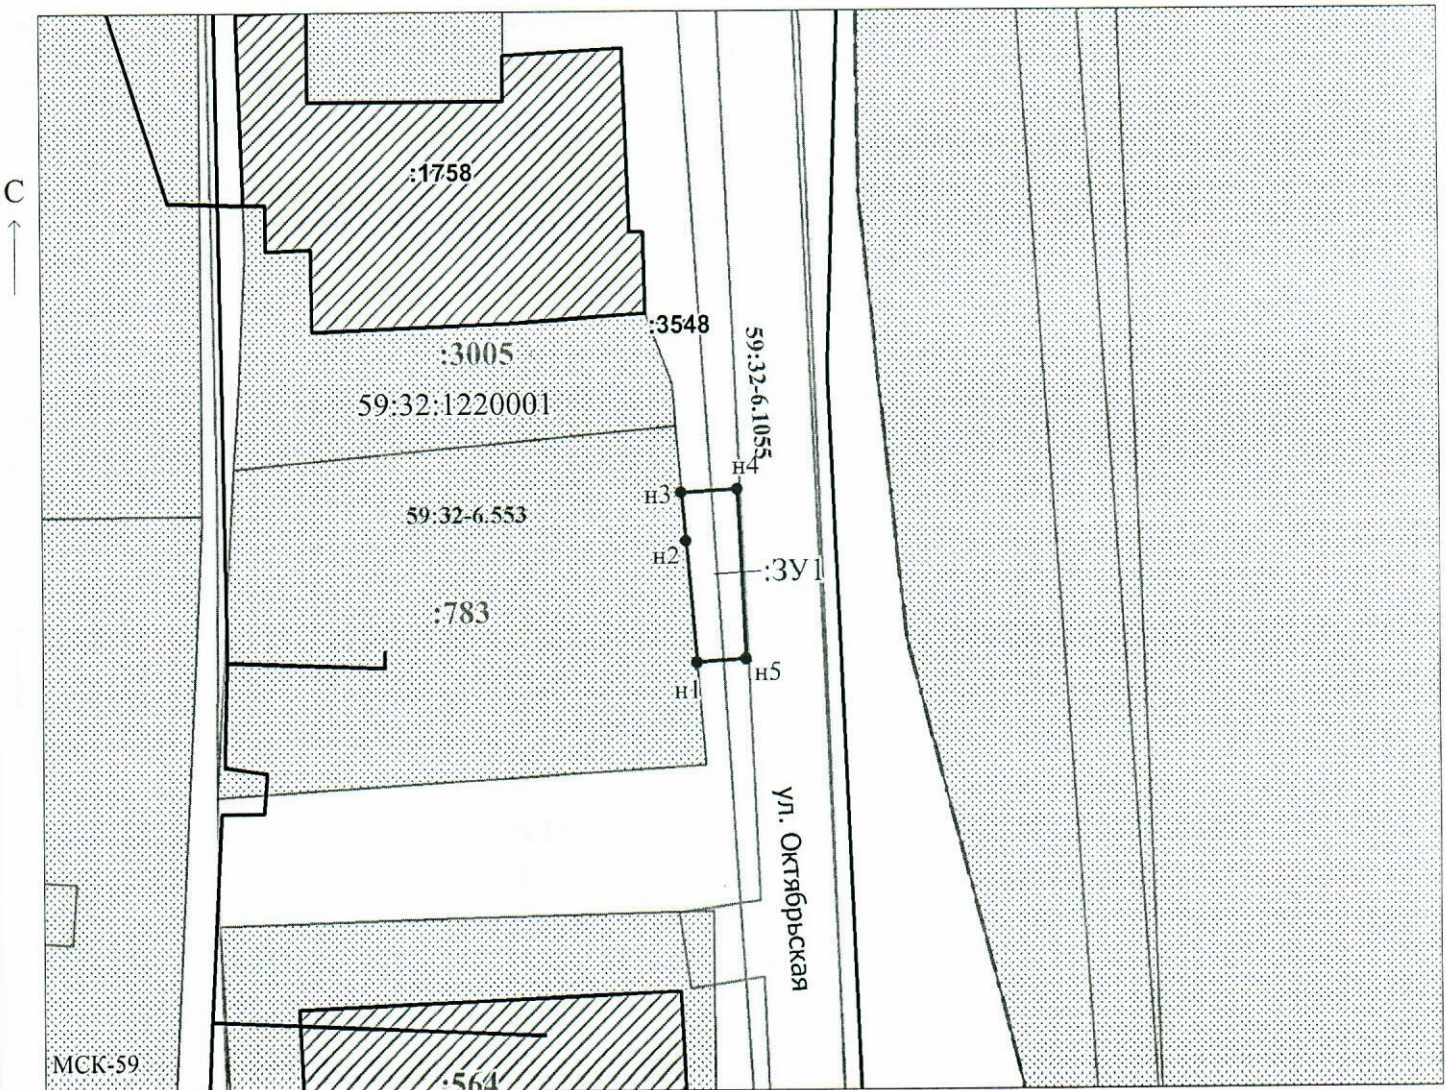 :1758
С
:3548
:3005
59:32-6.1055
59:32:1220001
н4
н3
59:32-6.553
н2
:ЗУ1
:783
н5
н1
ул. Октябрьская
МСК-59
:564